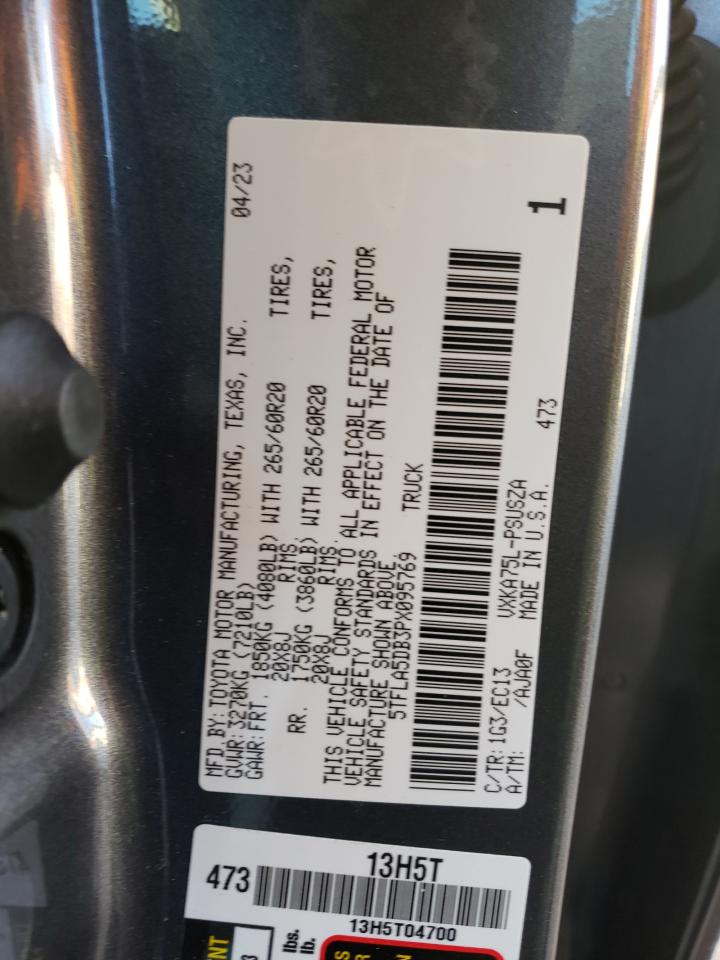 MFD BY: TOYOTA MOTOR MANUFACTURING, TEXAS, INC. 04/23
GVWR: 3270KG (7210LB)
GAWR: FRT. 1850KG (4080LB) WITH 265/60R20 TIRES,
20X8J RIMS,
RR. 1750KG (3860LB) WITH 265/60R20 TIRES,
20X8J RIMS.
THIS VEHICLE CONFORMS TO ALL APPLICABLE FEDERAL MOTOR
VEHICLE SAFETY STANDARDS IN EFFECT ON THE DATE OF
MANUFACTURE SHOWN ABOVE.
5TFLA5DB3PX095769 TRUCK
1
C/TR: 1G3/EC13 VXKA75L-PSUSZA 473
A/TM: /AJA0F MADE IN U.S.A.
13H5T
473
13H5T04700
lbs.
lb.